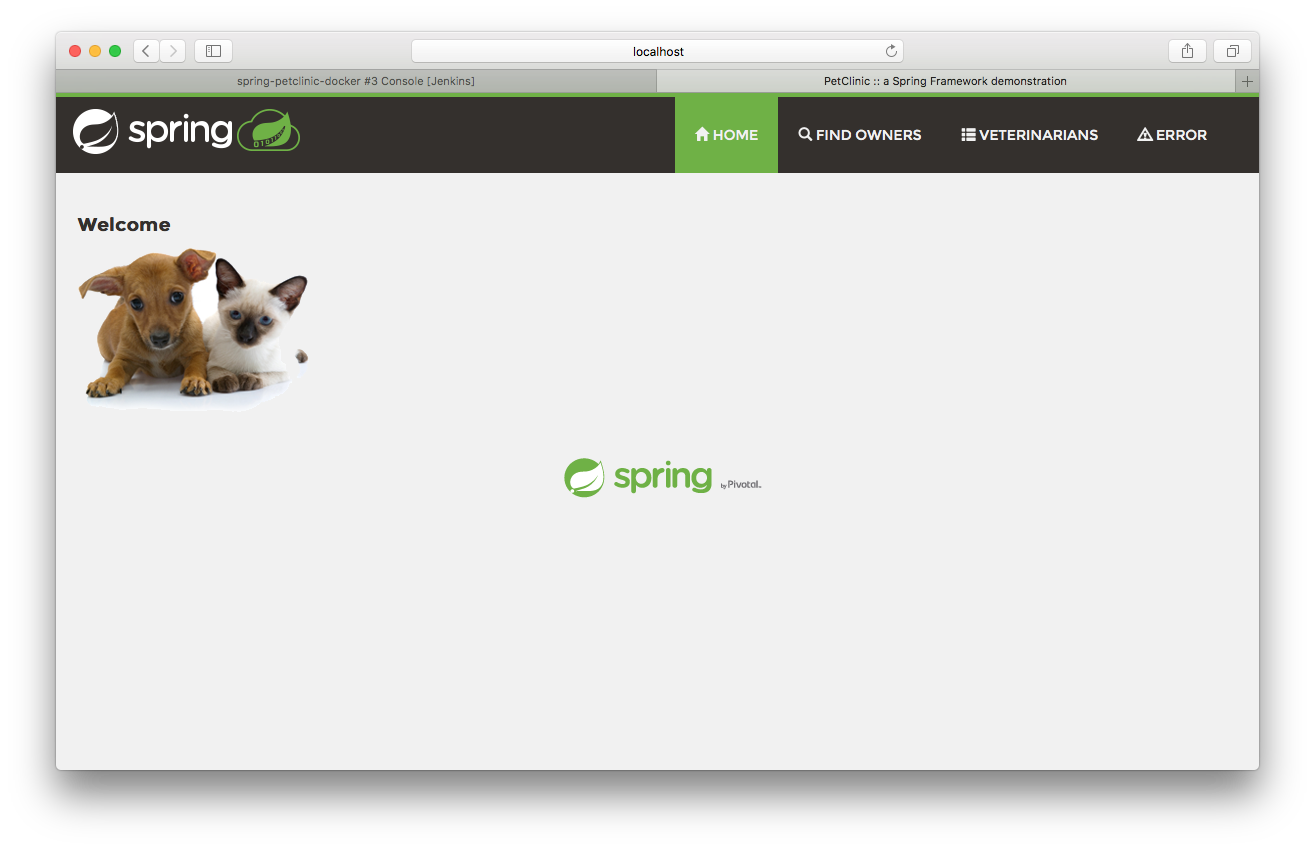 localhost
spring-petclinic-docker #3 Console [Jenkins]
PetClinic :: a Spring Framework demonstration
spring
HOME
FIND OWNERS
VETERINARIANS
ERROR
Welcome
spring by Pivotal